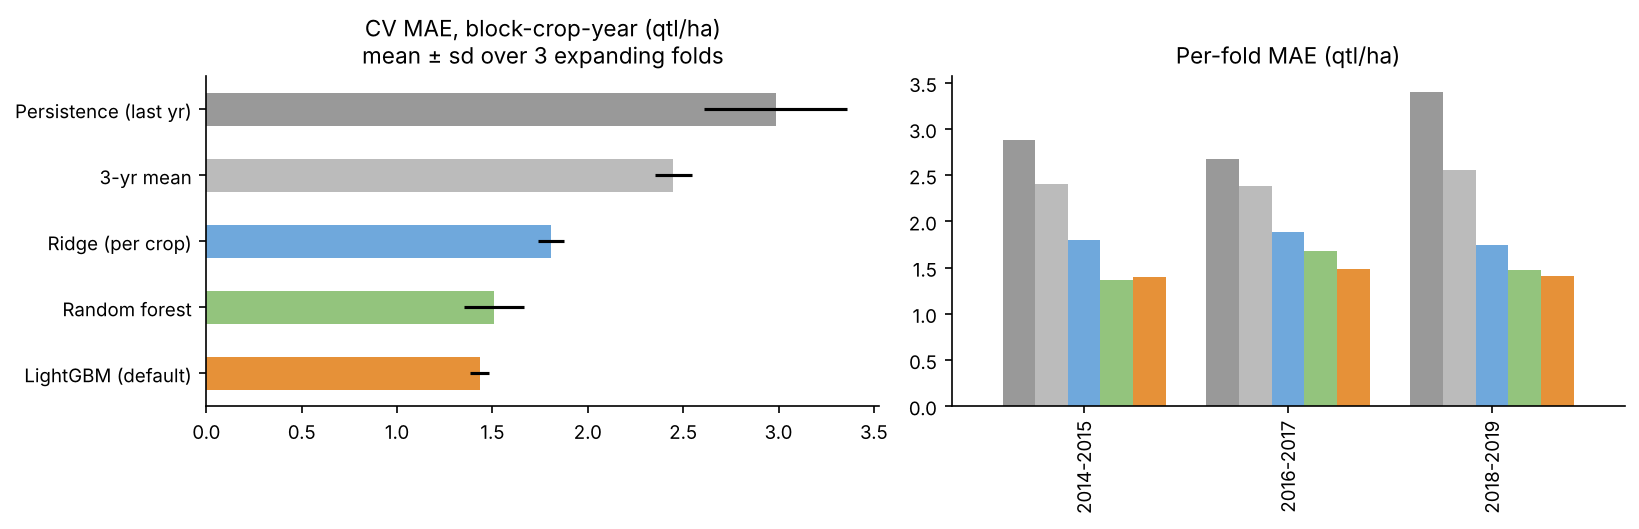 CV MAE, block-crop-year (qtl/ha)
mean ± sd over 3 expanding folds
Persistence (last yr)
3-yr mean
Ridge (per crop)
Random forest
LightGBM (default)
0.0 0.5 1.0 1.5 2.0 2.5 3.0 3.5
Per-fold MAE (qtl/ha)
3.5
3.0
2.5
2.0
1.5
1.0
0.5
0.0
2014-2015
2016-2017
2018-2019